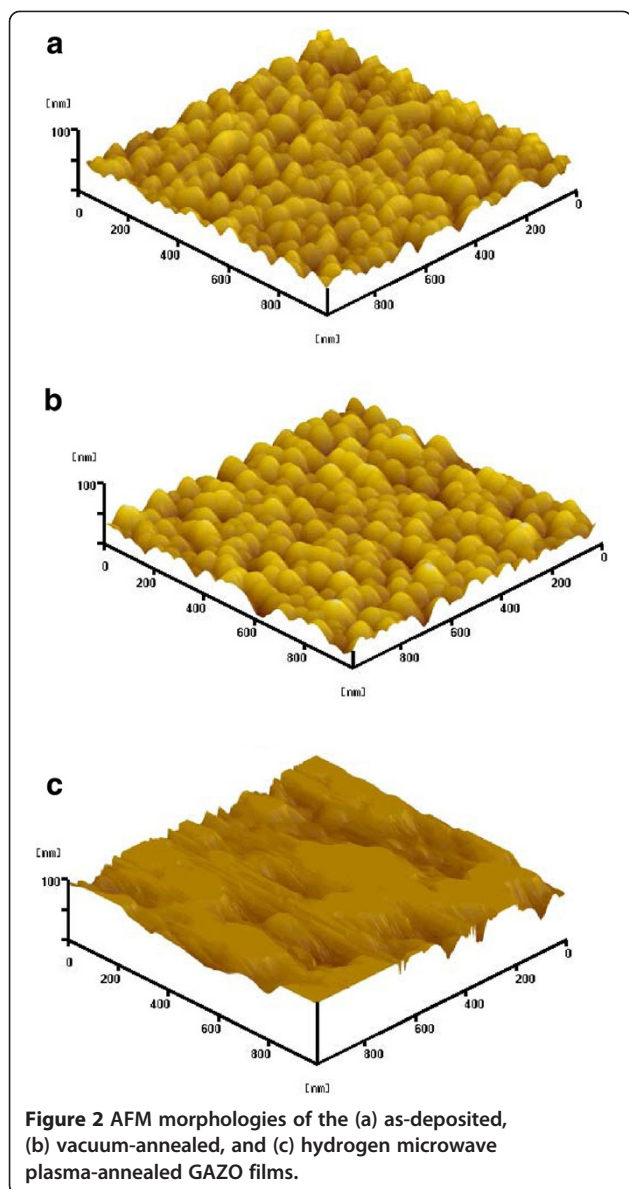 a
[nm]
100
0
200
400
600
800
[nm]
800
600
400
200
0
b
[nm]
100
0
200
400
600
800
[nm]
800
600
400
200
0
c
[nm]
100
0
200
400
600
800
[nm]
800
600
400
200
0
Figure 2 AFM morphologies of the (a) as-deposited,
(b) vacuum-annealed, and (c) hydrogen microwave
plasma-annealed GAZO films.